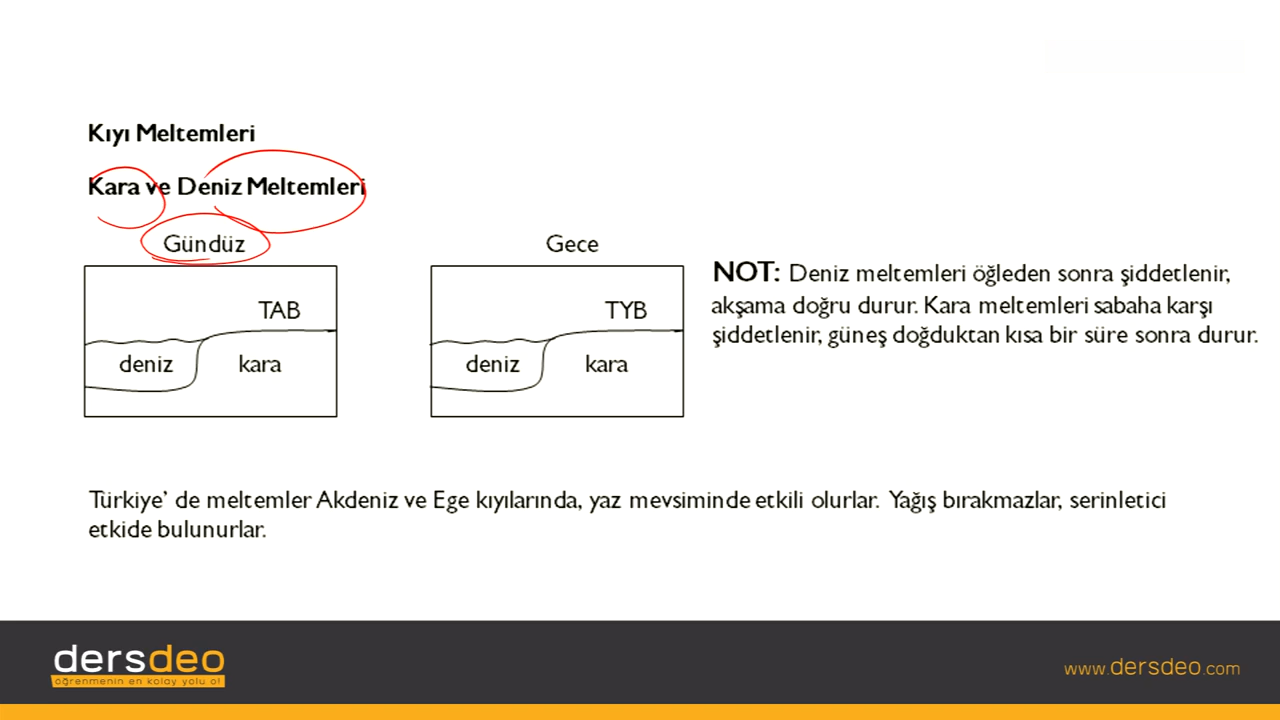 Kıyı Meltemleri
Kara ve Deniz Meltemleri
Gündüz
TAB
deniz
kara
Gece
TYB
deniz
kara
NOT: Deniz meltemleri öğleden sonra şiddetlenir,
akşama doğru durur. Kara meltemleri sabaha karşı
şiddetlenir, güneş doğduktan kısa bir süre sonra durur.
Türkiye' de meltemler Akdeniz ve Ege kıyılarında, yaz mevsiminde etkili olurlar. Yağış bırakmazlar, serinletici
etkide bulunurlar.
dersdeo
öğrenmenin en kolay yolu o!
www.dersdeo.com